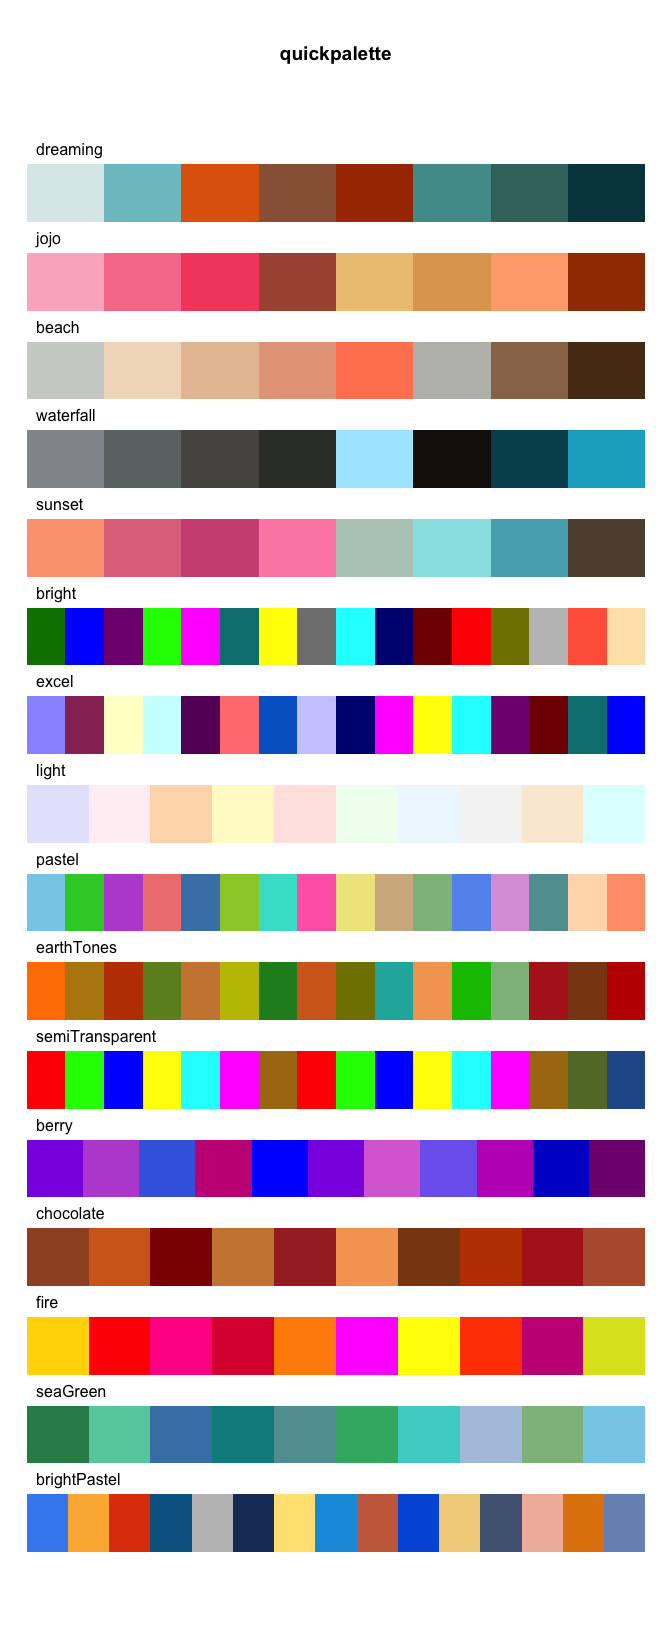 quickpalette
dreaming
jojo
beach
waterfall
sunset
bright
excel
light
pastel
earthTones
semiTransparent
berry
chocolate
fire
seaGreen
brightPastel